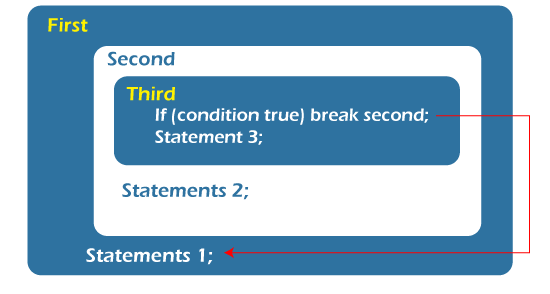 First
Second
Third
If (condition true) break second;
Statement 3;
Statements 2;
Statements 1;